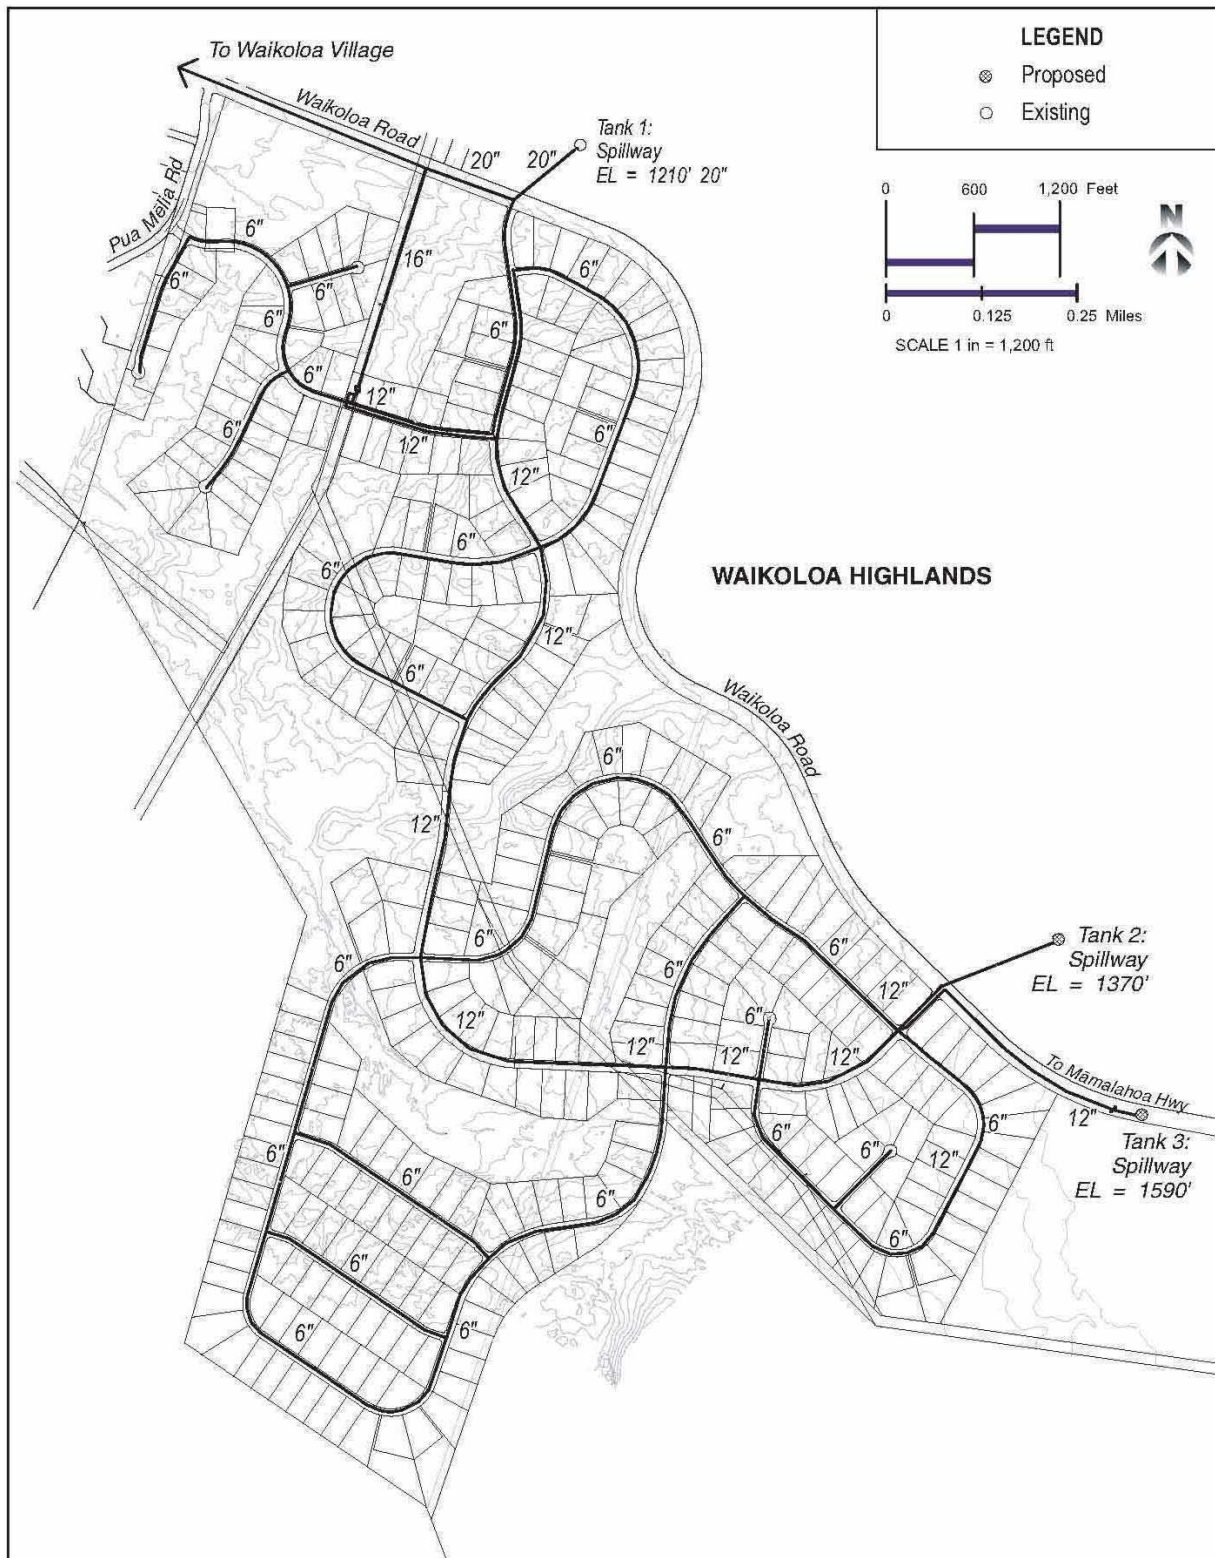 To Waikoloa Village
LEGEND
Proposed
Existing
Waikoloa Road
Tank 1:
Spillway
EL = 1210' 20"
20"
20"
0 600 1,200 Feet
N
0 0.125 0.25 Miles
SCALE 1 in = 1,200 ft
Pua Mēlia Rd
6"
16"
6"
6"
6"
6"
6"
6"
12"
6"
12"
6"
6"
12"
6"
6"
12"
WAIKOLOA HIGHLANDS
6"
Waikoloa Road
6"
12"
6"
6"
6"
6"
6"
Tank 2:
Spillway
EL = 1370'
12"
6"
12"
12"
12"
12"
To Māmalahoa Hwy
12"
6"
Tank 3:
Spillway
EL = 1590'
6"
6"
12"
6"
6"
6"
6"
6"
6"
6"